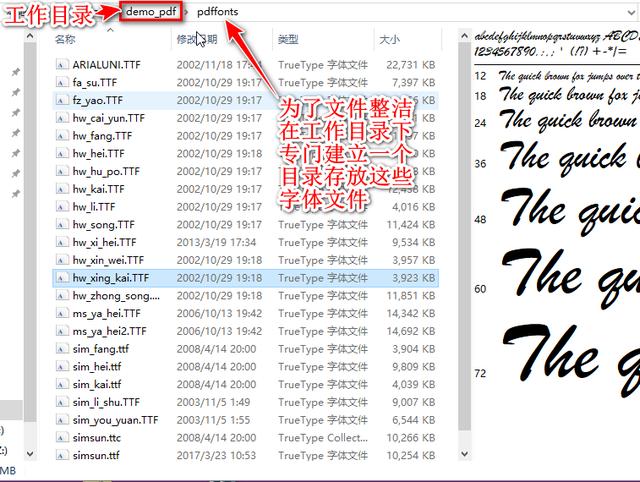 工作目录
demo_pdf › pdffonts
名称 修改日期 类型 大小
ARIALUNI.TTF 2002/11/18 17: TrueType 字体文件 22,731 KB
fa_su.TTF 2002/10/29 19:17 TrueType 字体文件 7,397 KB
fz_yao.TTF 2002/10/29 19:17 TrueType 字体文件 KB
hw_cai_yun.TTF 2002/10/29 19:17 TrueType 字体文件 KB
hw_fang.TTF 2002/10/29 19:17 TrueType 字体文件 KB
hw_hei.TTF 2002/10/29 19:18 TrueType 字体文件 KB
hw_hu_po.TTF 2002/10/29 19:17 TrueType 字体文件 KB
hw_kai.TTF 2002/10/29 19:18 TrueType 字体文件 KB
hw_li.TTF 2002/10/29 19:17 TrueType 字体文件 4,016 KB
hw_song.TTF 2002/10/29 19:17 TrueType 字体文件 11,424 KB
hw_xi_hei.TTF 2013/3/19 17:34 TrueType 字体文件 9,534 KB
hw_xin_wei.TTF 2002/10/29 19:18 TrueType 字体文件 3,957 KB
hw_xing_kai.TTF 2002/10/29 19:18 TrueType 字体文件 3,923 KB
hw_zhong_song.... 2002/10/29 19:18 TrueType 字体文件 11,851 KB
ms_ya_hei.TTF 2006/10/13 19:42 TrueType 字体文件 14,342 KB
ms_ya_hei2.TTF 2006/10/13 19:42 TrueType 字体文件 14,692 KB
sim_fang.ttf 2008/4/14 20:00 TrueType 字体文件 3,904 KB
sim_hei.ttf 2008/4/14 20:00 TrueType 字体文件 9,809 KB
sim_kai.ttf 2008/4/14 20:00 TrueType 字体文件 4,039 KB
sim_li_shu.TTF 2003/11/5 1:49 TrueType 字体文件 9,007 KB
sim_you_yuan.TTF 2003/11/5 1:55 TrueType 字体文件 6,544 KB
simsun.ttc 2008/4/14 20:00 TrueType Collect... 10,266 KB
simsun.ttf 2017/3/23 10:53 TrueType 字体文件 10,254 KB
为了文件整洁
在工作目录下
专门建立一个
目录存放这些
字体文件
abcdefghijklmnopqrstuvwxyz ABCD
1234567890.:,; ' (!?) +-*/=
12 The quick brown fox jumps over t
18 The quick brown fox j
24 The quick brown
36 The quick b
48 The quic
60 The qu
72 The q
MB